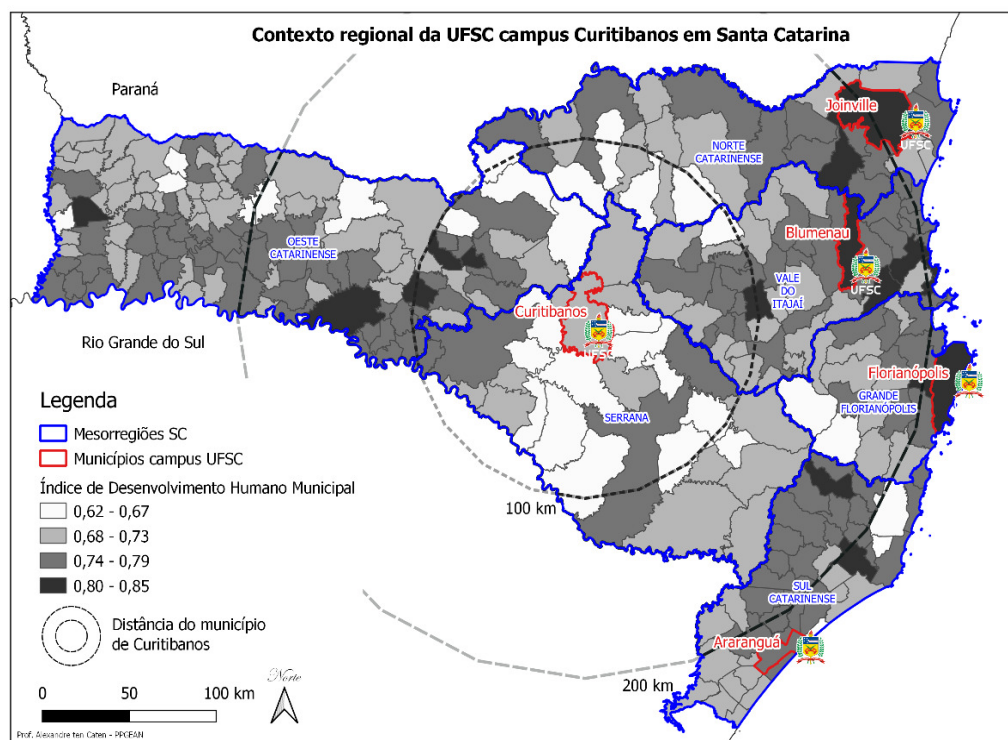 Contexto regional da UFSC campus Curitibanos em Santa Catarina
Paraná
Joinville
UFSC
NORTE
CATARINENSE
Blumenau
UFSC
OESTE
CATARINENSE
VALE
DO
ITAJAÍ
Curitibanos
UFSC
Rio Grande do Sul
Florianópolis
GRANDE
FLORIANÓPOLIS
SERRANA
Legenda
Mesorregiões SC
Municípios campus UFSC
Índice de Desenvolvimento Humano Municipal
0,62 - 0,67
0,68 - 0,73
0,74 - 0,79
0,80 - 0,85
100 km
Distância do município
de Curitibanos
SUL
CATARINENSE
Araranguá
200 km
Norte
0 50 100 km
Prof. Alexandre ten Caten - PPGEAN